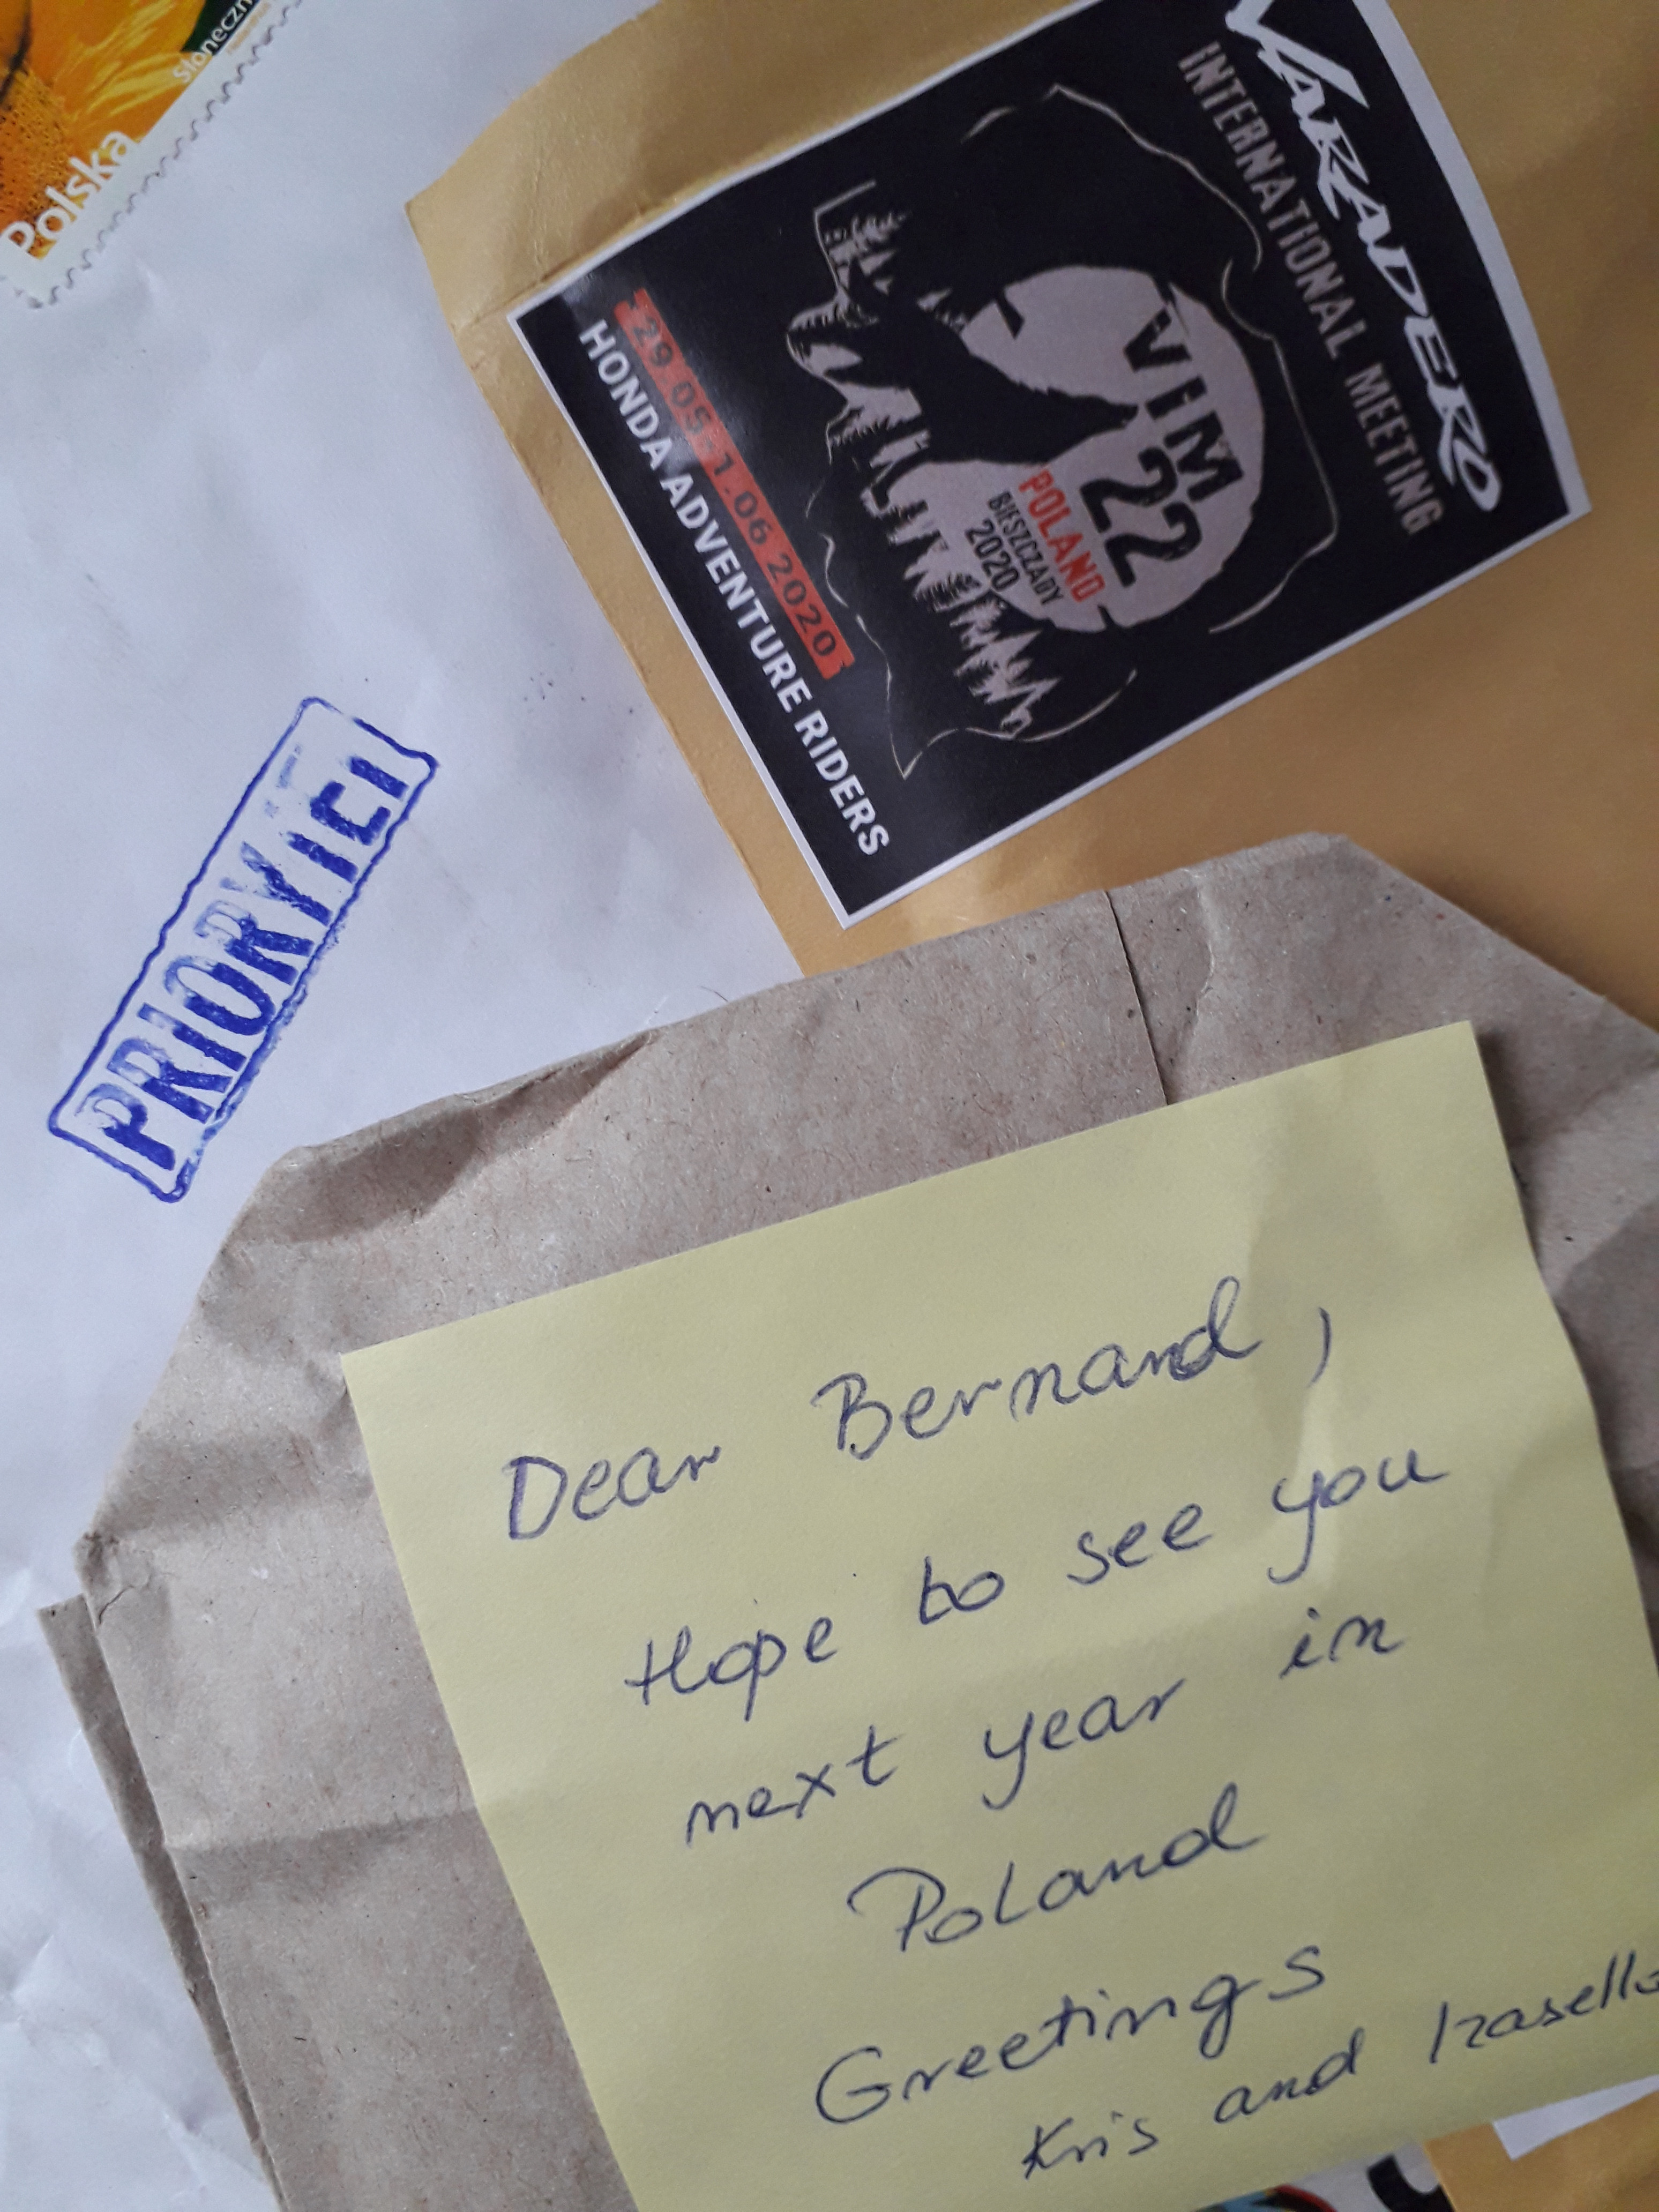 Słoneczn
Polska
VARADERO
INTERNATIONAL MEETING
VIM
22
POLAND
BIESZCZADY
2020
29.05-1.06 2020
HONDA ADVENTURE RIDERS
PRIORYTET
Dear Bernard,
Hope to see you
next year in
Poland
Greetings
Kris and